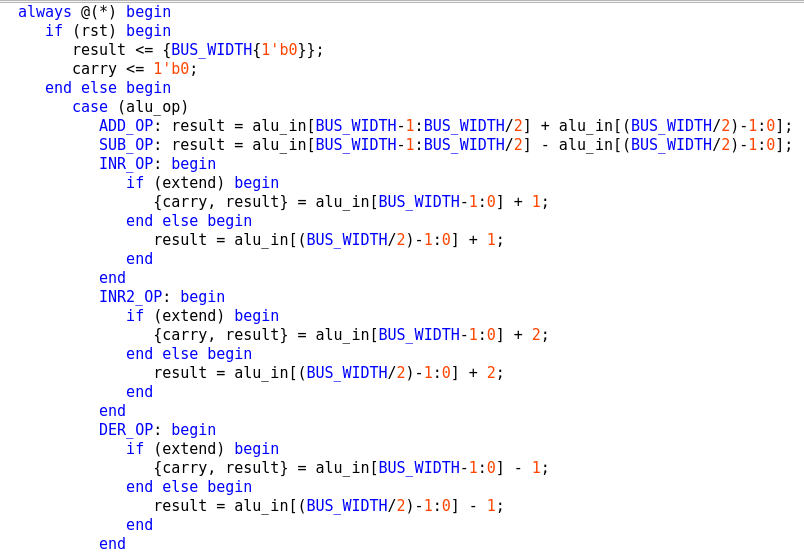 always @(*) begin
   if (rst) begin
      result <= {BUS_WIDTH{1'b0}};
      carry <= 1'b0;
   end else begin
      case (alu_op)
         ADD_OP: result = alu_in[BUS_WIDTH-1:BUS_WIDTH/2] + alu_in[(BUS_WIDTH/2)-1:0];
         SUB_OP: result = alu_in[BUS_WIDTH-1:BUS_WIDTH/2] - alu_in[(BUS_WIDTH/2)-1:0];
         INR_OP: begin
            if (extend) begin
               {carry, result} = alu_in[BUS_WIDTH-1:0] + 1;
            end else begin
               result = alu_in[(BUS_WIDTH/2)-1:0] + 1;
            end
         end
         INR2_OP: begin
            if (extend) begin
               {carry, result} = alu_in[BUS_WIDTH-1:0] + 2;
            end else begin
               result = alu_in[(BUS_WIDTH/2)-1:0] + 2;
            end
         end
         DER_OP: begin
            if (extend) begin
               {carry, result} = alu_in[BUS_WIDTH-1:0] - 1;
            end else begin
               result = alu_in[(BUS_WIDTH/2)-1:0] - 1;
            end
         end